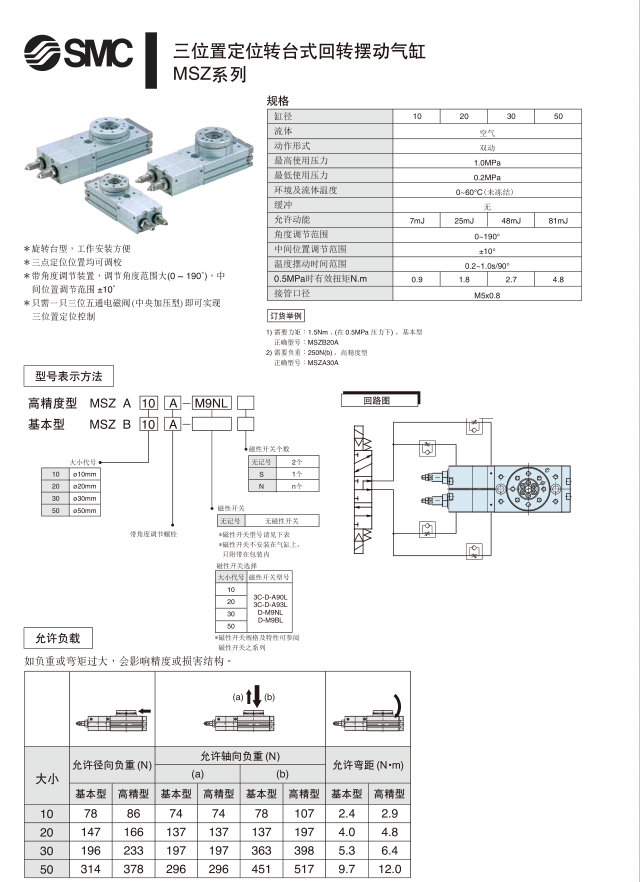 SMC
三位置定位转台式回转摆动气缸
MSZ系列
规格
缸径 10 20 30 50
流体 空气
动作形式 双动
最高使用压力 1.0MPa
最低使用压力 0.2MPa
环境及流体温度 0~60°C(未冻结)
缓冲 无
允许动能 7mJ 25mJ 48mJ 81mJ
角度调节范围 0~190°
中间位置调节范围 ±10°
温度摆动时间范围 0.2~1.0s/90°
0.5MPa时有效扭矩N.m 0.9 1.8 2.7 4.8
接管口径 M5x0.8
*旋转台型，工作安装方便
*三点定位位置均可调校
*带角度调节装置，调节角度范围大(0 ~ 190°)，中
间位置调节范围 ±10°
*只需一只三位五通电磁阀(中央加压型)即可实现
三位置定位控制
订货举例
1) 需要力矩：1.5Nm，(在 0.5MPa 压力下)，基本型
正确型号：MSZB20A
2) 需要负重：250N(b)，高精度型
正确型号：MSZA30A
型号表示方法
高精度型 MSZ A 10 A – M9NL
基本型 MSZ B 10 A –
大小代号
10 ø10mm
20 ø20mm
30 ø30mm
50 ø50mm
带角度调节螺栓
磁性开关个数
无记号 2个
S 1个
N n个
磁性开关
无记号 无磁性开关
*磁性开关型号请见下表
*磁性开关不安装在气缸上，
只附带在包装内
磁性开关选择
大小代号 磁性开关型号
10
20
30
50
3C-D-A90L
3C-D-A93L
D-M9NL
D-M9BL
*磁性开关规格及特性可参阅
磁性开关之系列
回路图
允许负载
如负重或弯矩过大，会影响精度或损害结构。
(a) (b)
大小 允许径向负重 (N) 允许轴向负重 (N) 允许弯距 (N•m)
(a) (b)
基本型 高精型 基本型 高精型 基本型 高精型 基本型 高精型
10 78 86 74 74 78 107 2.4 2.9
20 147 166 137 137 137 197 4.0 4.8
30 196 233 197 197 363 398 5.3 6.4
50 314 378 296 296 451 517 9.7 12.0